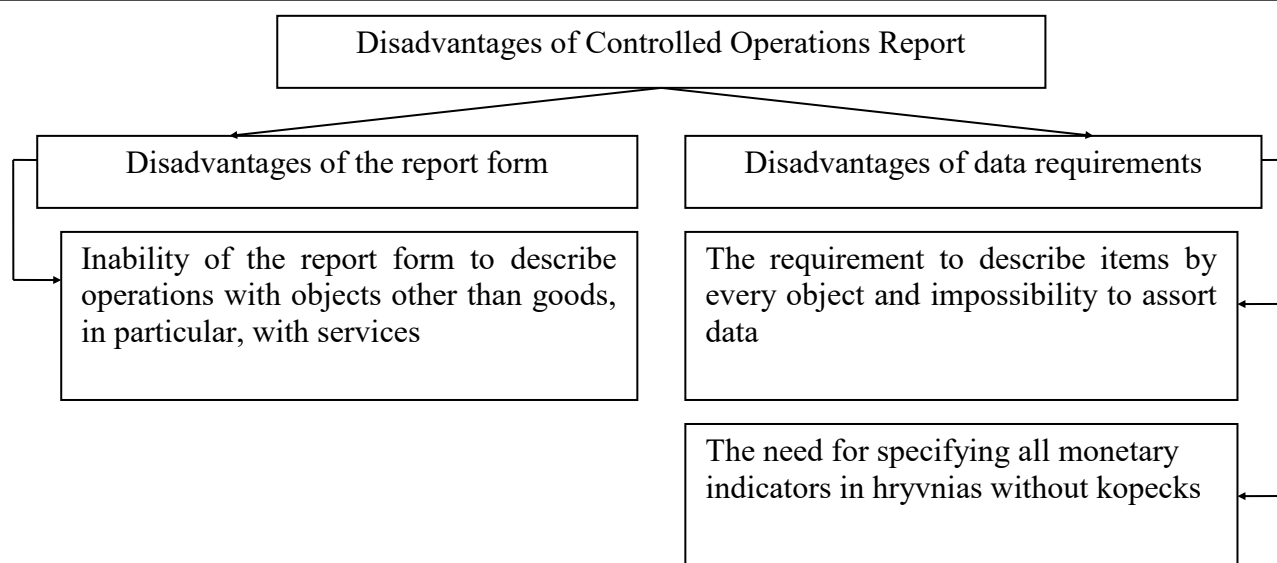 Disadvantages of Controlled Operations Report
Disadvantages of the report form
Disadvantages of data requirements
Inability of the report form to describe
operations with objects other than goods,
in particular, with services
The requirement to describe items by
every object and impossibility to assort
data
The need for specifying all monetary
indicators in hryvnias without kopecks